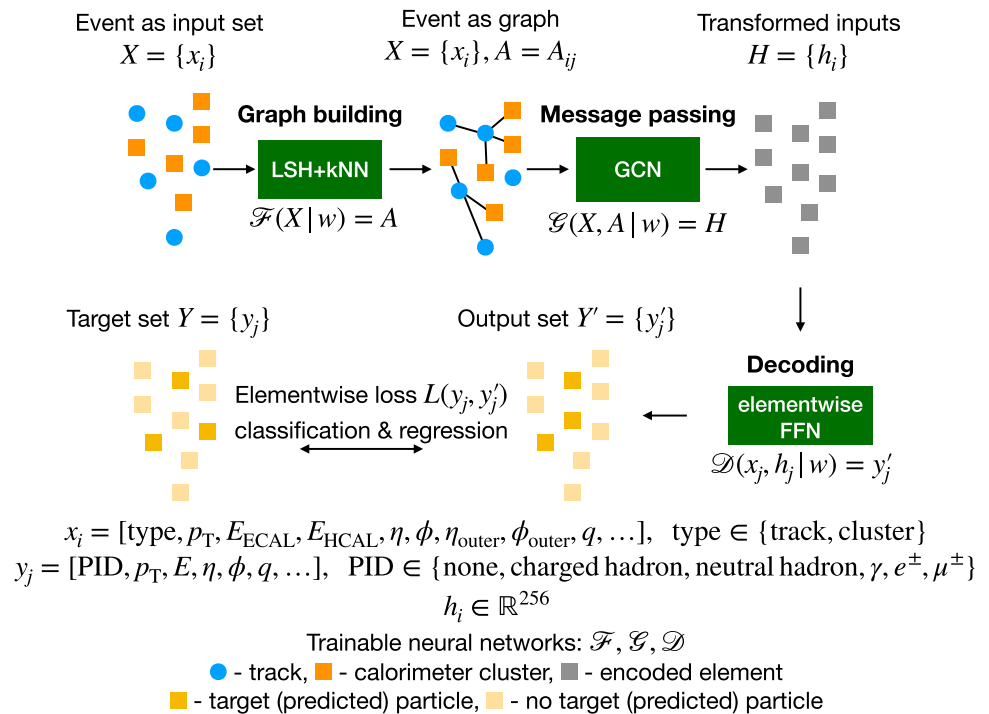 Event as input set
X = {x_i}
Event as graph
X = {x_i}, A = A_{ij}
Transformed inputs
H = {h_i}
Graph building
LSH+kNN
ℱ(X | w) = A
Message passing
GCN
𝒢(X, A | w) = H
Target set Y = {y_j}
Output set Y′ = {y′_j}
Elementwise loss L(y_j, y′_j)
classification & regression
Decoding
elementwise
FFN
𝒟(x_j, h_j | w) = y′_j
x_i = [type, p_T, E_ECAL, E_HCAL, η, ϕ, η_outer, ϕ_outer, q, …], type ∈ {track, cluster}
y_j = [PID, p_T, E, η, ϕ, q, …], PID ∈ {none, charged hadron, neutral hadron, γ, e^±, μ^±}
h_i ∈ ℝ^256
Trainable neural networks: ℱ, 𝒢, 𝒟
- track, - calorimeter cluster, - encoded element
- target (predicted) particle, - no target (predicted) particle